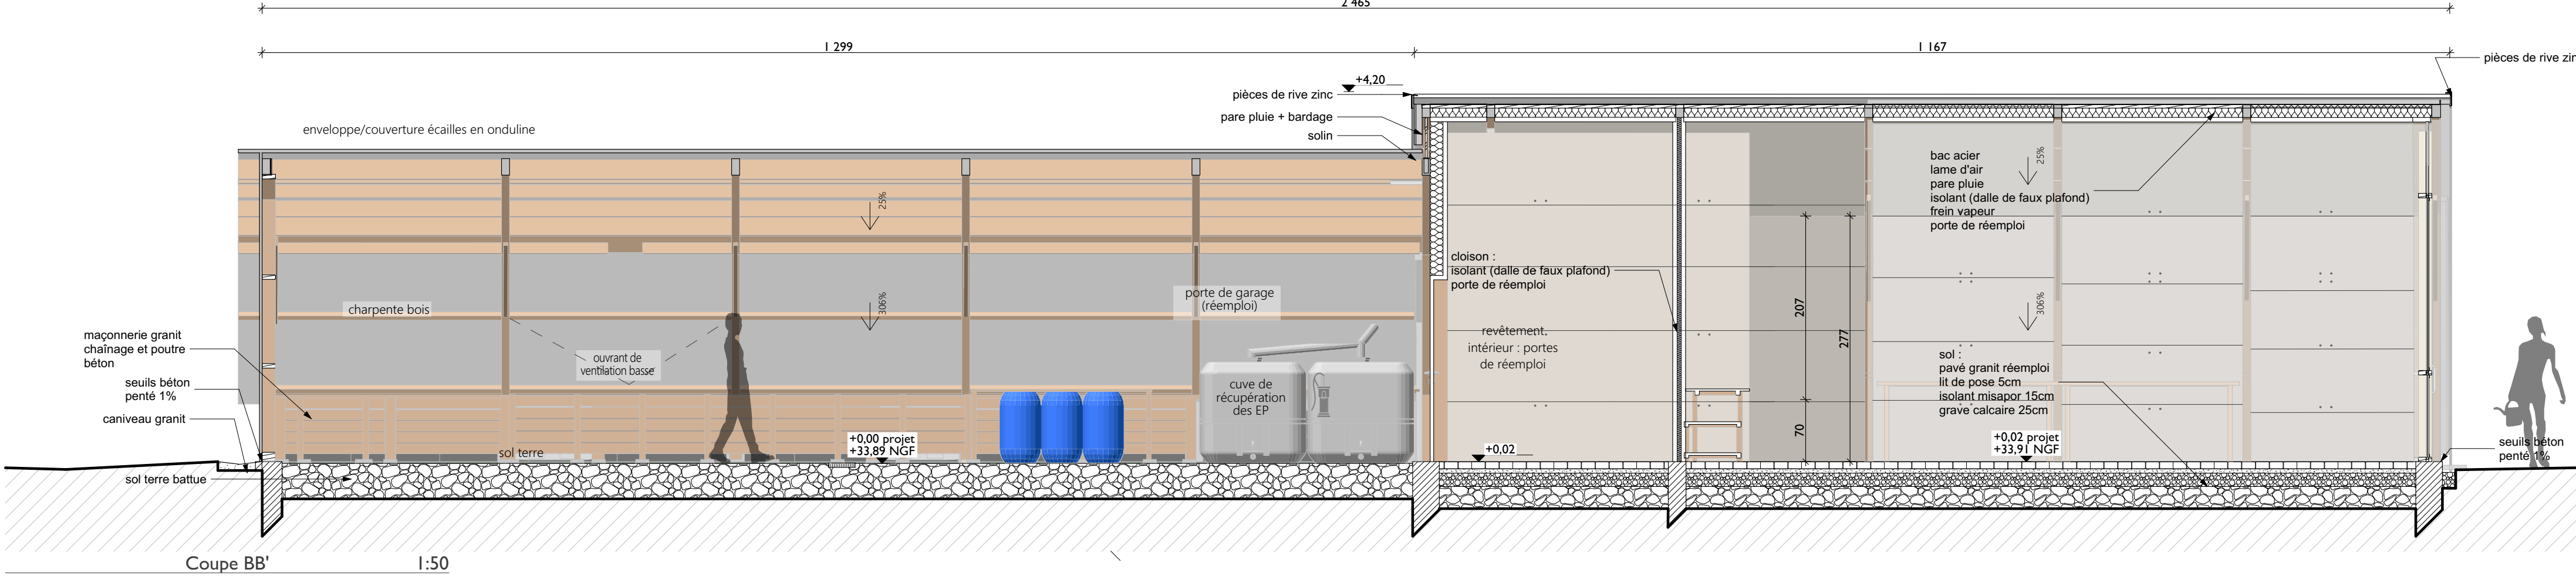 2 465
1 299
1 167
pièces de rive zin
+4,20
pièces de rive zinc
pare pluie + bardage
solin
enveloppe/couverture écailles en onduline
bac acier
lame d'air
pare pluie
isolant (dalle de faux plafond)
frein vapeur
porte de réemploi
25%
25%
cloison :
isolant (dalle de faux plafond)
porte de réemploi
porte de garage
(réemploi)
charpente bois
306%
306%
207
277
70
maçonnerie granit
chaînage et poutre
béton
ouvrant de
ventilation basse
revêtement
intérieur : portes
de réemploi
sol :
pavé granit réemploi
lit de pose 5cm
isolant misapor 15cm
grave calcaire 25cm
seuils béton
penté 1%
caniveau granit
cuve de
récupération
des EP
+0,00 projet
+33,89 NGF
+0,02
+0,02 projet
+33,91 NGF
seuils béton
penté 1%
sol terre
sol terre battue
Coupe BB' 1:50